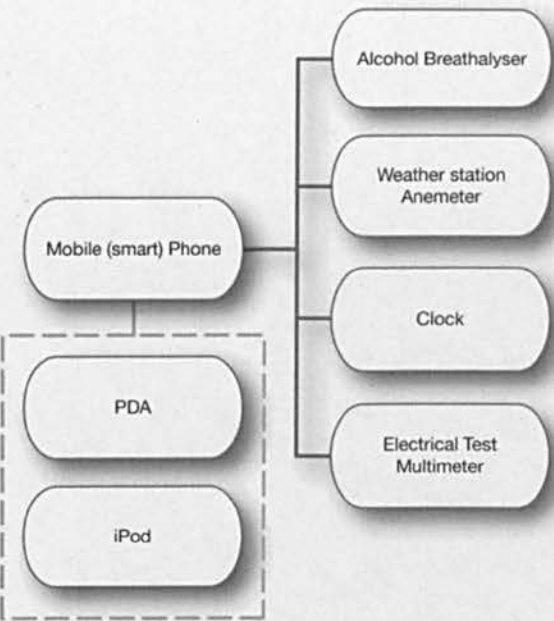 Alcohol Breathalyser
Weather station
Anemeter
Mobile (smart) Phone
Clock
PDA
Electrical Test
Multimeter
iPod